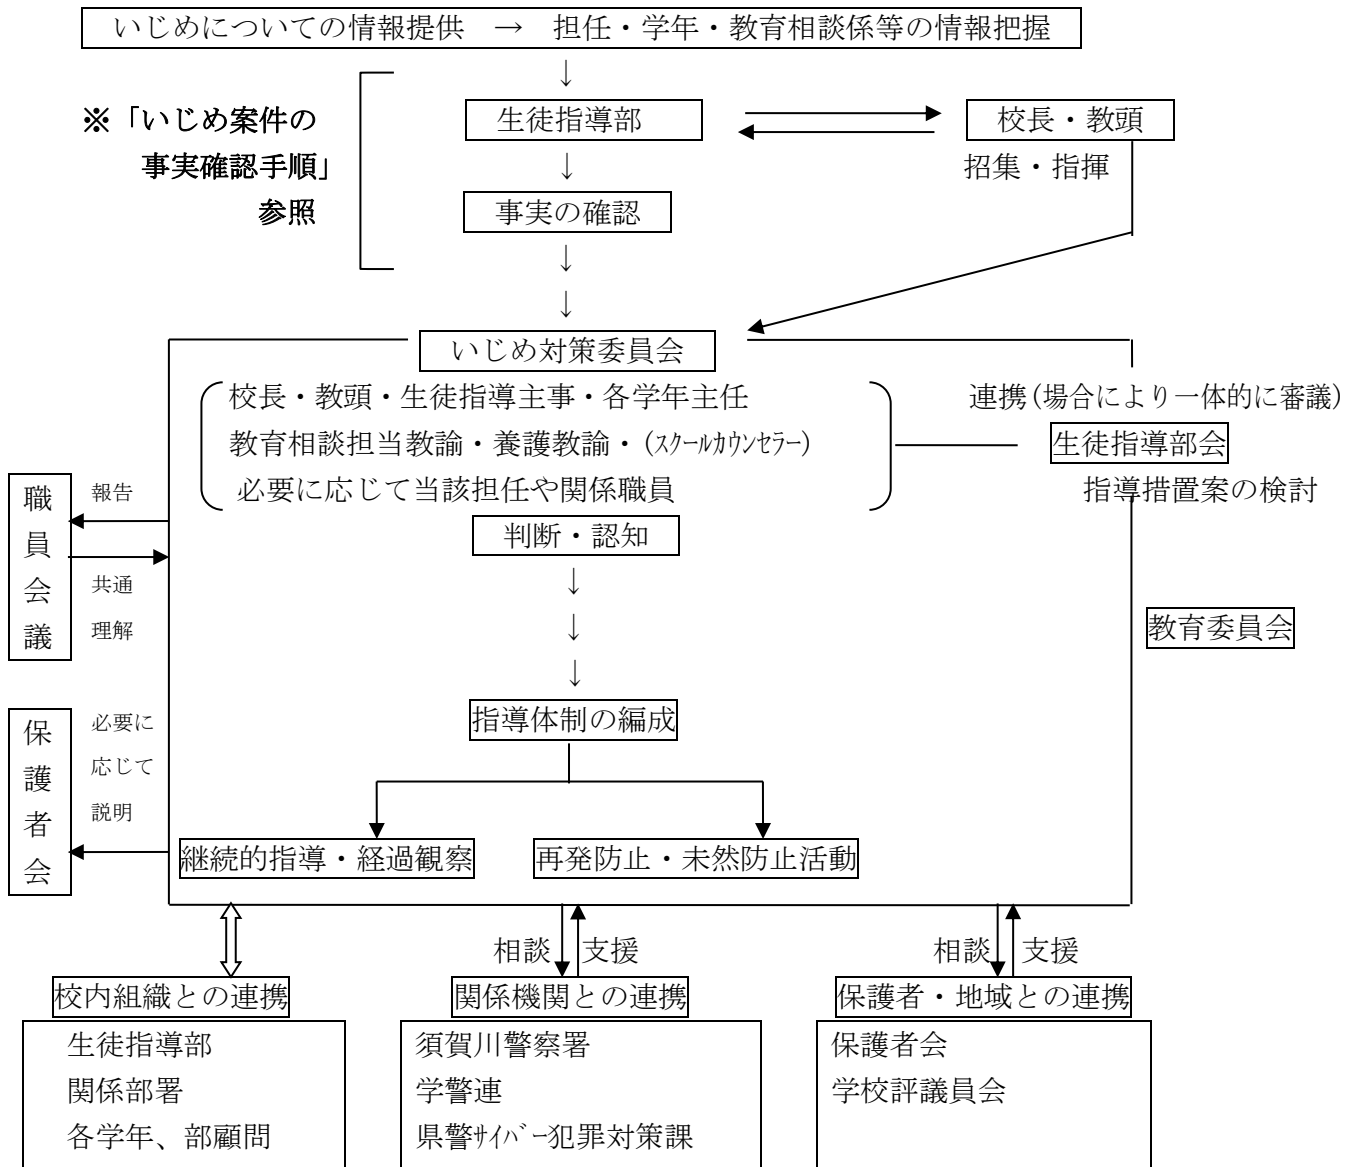 いじめについての情報提供 → 担任・学年・教育相談係等の情報把握
↓
※「いじめ案件の
事実確認手順」
参照
生徒指導部
校長・教頭
招集・指揮
↓
事実の確認
↓
↓
いじめ対策委員会
校長・教頭・生徒指導主事・各学年主任
教育相談担当教諭・養護教諭・(ｽｸｰﾙｶｳﾝｾﾗｰ)
必要に応じて当該担任や関係職員
連携(場合により一体的に審議)
生徒指導部会
指導措置案の検討
職員会議
報告
共通
理解
判断・認知
↓
↓
↓
教育委員会
指導体制の編成
保護者会
必要に
応じて
説明
継続的指導・経過観察
再発防止・未然防止活動
相談 支援
相談 支援
校内組織との連携
生徒指導部
関係部署
各学年、部顧問
関係機関との連携
須賀川警察署
学警連
県警ｻｲﾊﾞｰ犯罪対策課
保護者・地域との連携
保護者会
学校評議員会